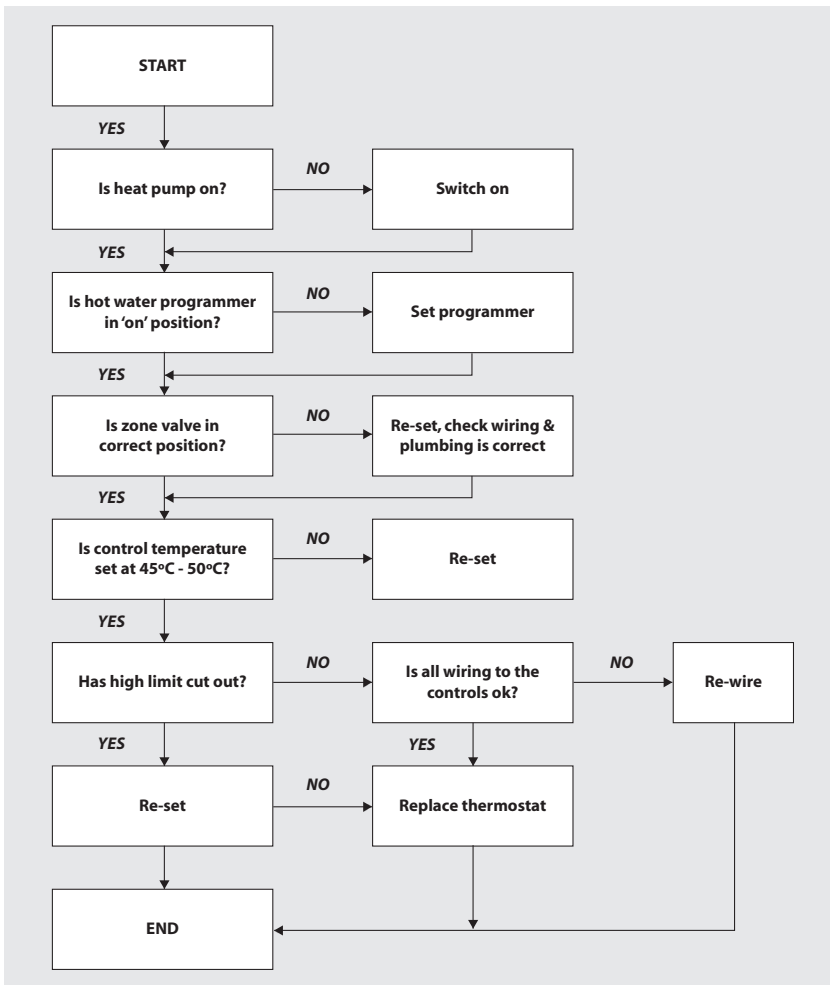 START
YES
Is heat pump on?
NO
Switch on
YES
Is hot water programmer
in ‘on’ position?
NO
Set programmer
YES
Is zone valve in
correct position?
NO
Re-set, check wiring &
plumbing is correct
YES
Is control temperature
set at 45ºC - 50ºC?
NO
Re-set
YES
Has high limit cut out?
NO
Is all wiring to the
controls ok?
NO
Re-wire
YES
YES
Re-set
NO
Replace thermostat
END